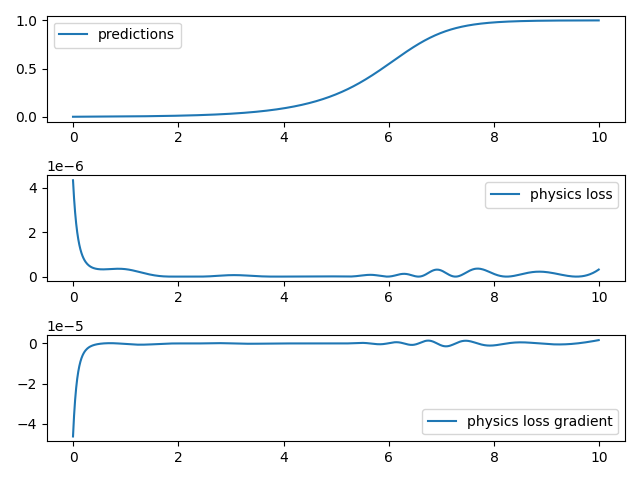 1.0
predictions
0.5
0.0
0 2 4 6 8 10
1e−6
4
physics loss
2
0
0 2 4 6 8 10
1e−5
0
−2
−4
physics loss gradient
0 2 4 6 8 10